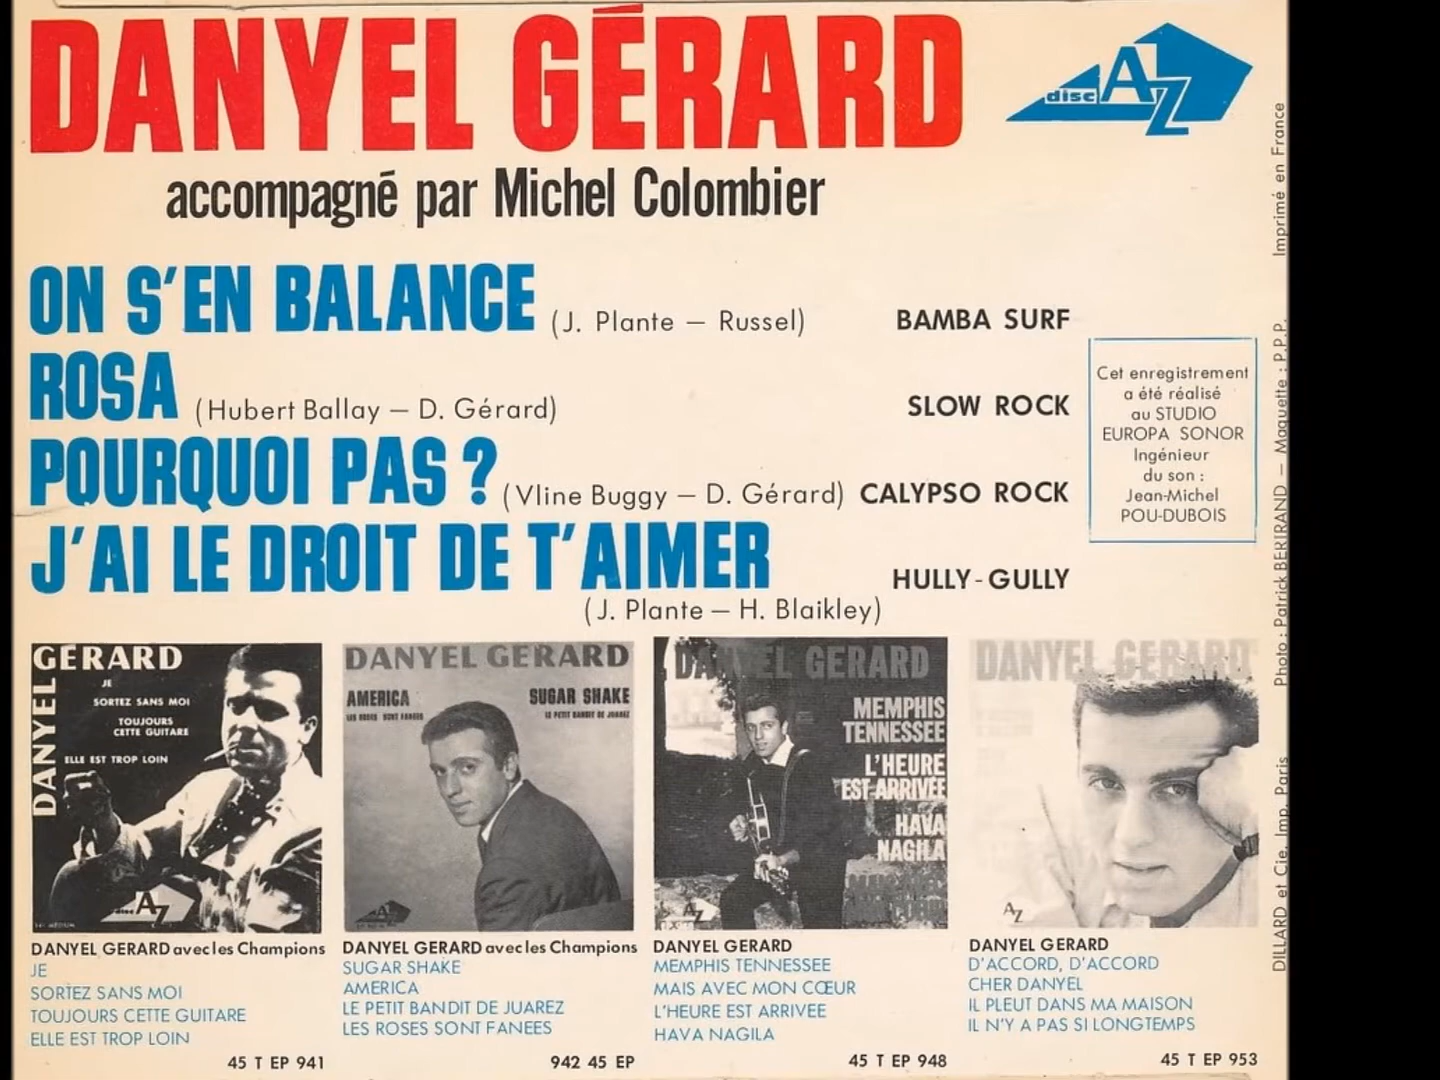 DANYEL GÉRARD
disc AZ
accompagné par Michel Colombier
ON S'EN BALANCE (J. Plante – Russel) BAMBA SURF
ROSA (Hubert Ballay – D. Gérard) SLOW ROCK
POURQUOI PAS ? (Vline Buggy – D. Gérard) CALYPSO ROCK
J'AI LE DROIT DE T'AIMER HULLY-GULLY
(J. Plante – H. Blaikley)
Cet enregistrement
a été réalisé
au STUDIO
EUROPA SONOR
Ingénieur
du son :
Jean-Michel
POU-DUBOIS
DANYEL GERARD
JE
SORTEZ SANS MOI
TOUJOURS
CETTE GUITARE
ELLE EST TROP LOIN
disc AZ
DANYEL GERARD avec les Champions
JE
SORTEZ SANS MOI
TOUJOURS CETTE GUITARE
ELLE EST TROP LOIN
45 T EP 941
DANYEL GERARD
AMERICA
LES ROSES SONT FANEES
SUGAR SHAKE
LE PETIT BANDIT DE JUAREZ
DANYEL GERARD avec les Champions
SUGAR SHAKE
AMERICA
LE PETIT BANDIT DE JUAREZ
LES ROSES SONT FANEES
942 45 EP
DANYEL GERARD
MEMPHIS
TENNESSEE
L'HEURE
EST ARRIVÉE
HAVA
NAGILA
AZ
DANYEL GERARD
MEMPHIS TENNESSEE
MAIS AVEC MON CŒUR
L'HEURE EST ARRIVEE
HAVA NAGILA
45 T EP 948
DANYEL GERARD
AZ
DANYEL GERARD
D'ACCORD, D'ACCORD
CHER DANYEL
IL PLEUT DANS MA MAISON
IL N'Y A PAS SI LONGTEMPS
45 T EP 953
DILLARD et Cie. Imp. Paris Photo : Patrick BERTRAND – Maquette : P.P.P. Imprimé en France